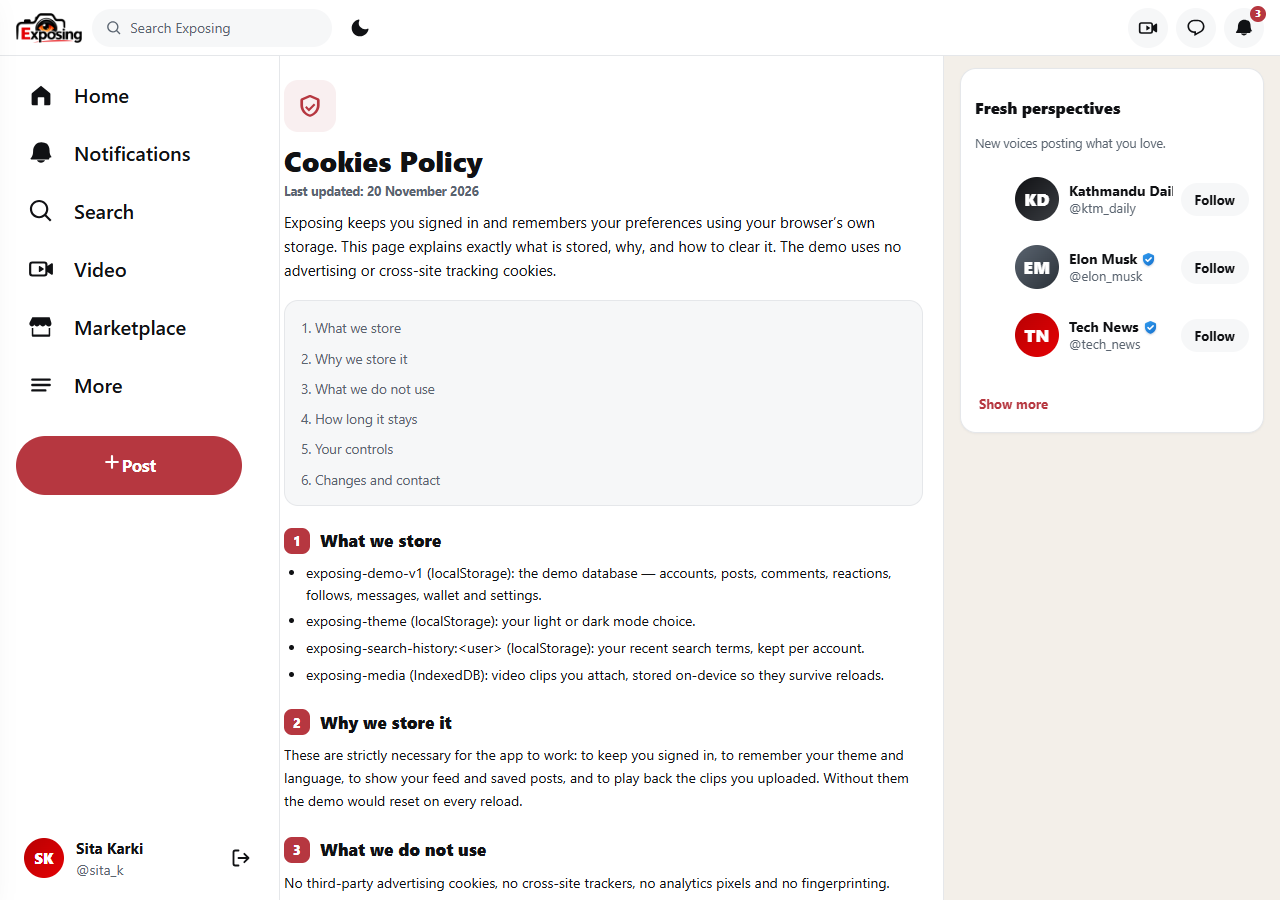 Exposing
Search Exposing
3
Home
Notifications
Search
Video
Marketplace
More
Post
Sita Karki
@sita_k
SK
Cookies Policy
Last updated: 20 November 2026
Exposing keeps you signed in and remembers your preferences using your browser’s own
storage. This page explains exactly what is stored, why, and how to clear it. The demo uses no
advertising or cross-site tracking cookies.
1. What we store
2. Why we store it
3. What we do not use
4. How long it stays
5. Your controls
6. Changes and contact
1 What we store
• exposing-demo-v1 (localStorage): the demo database — accounts, posts, comments, reactions,
follows, messages, wallet and settings.
• exposing-theme (localStorage): your light or dark mode choice.
• exposing-search-history:<user> (localStorage): your recent search terms, kept per account.
• exposing-media (IndexedDB): video clips you attach, stored on-device so they survive reloads.
2 Why we store it
These are strictly necessary for the app to work: to keep you signed in, to remember your theme and
language, to show your feed and saved posts, and to play back the clips you uploaded. Without them
the demo would reset on every reload.
3 What we do not use
No third-party advertising cookies, no cross-site trackers, no analytics pixels and no fingerprinting.
Fresh perspectives
New voices posting what you love.
KD
Kathmandu Dai
@ktm_daily
Follow
EM
Elon Musk
@elon_musk
Follow
TN
Tech News
@tech_news
Follow
Show more